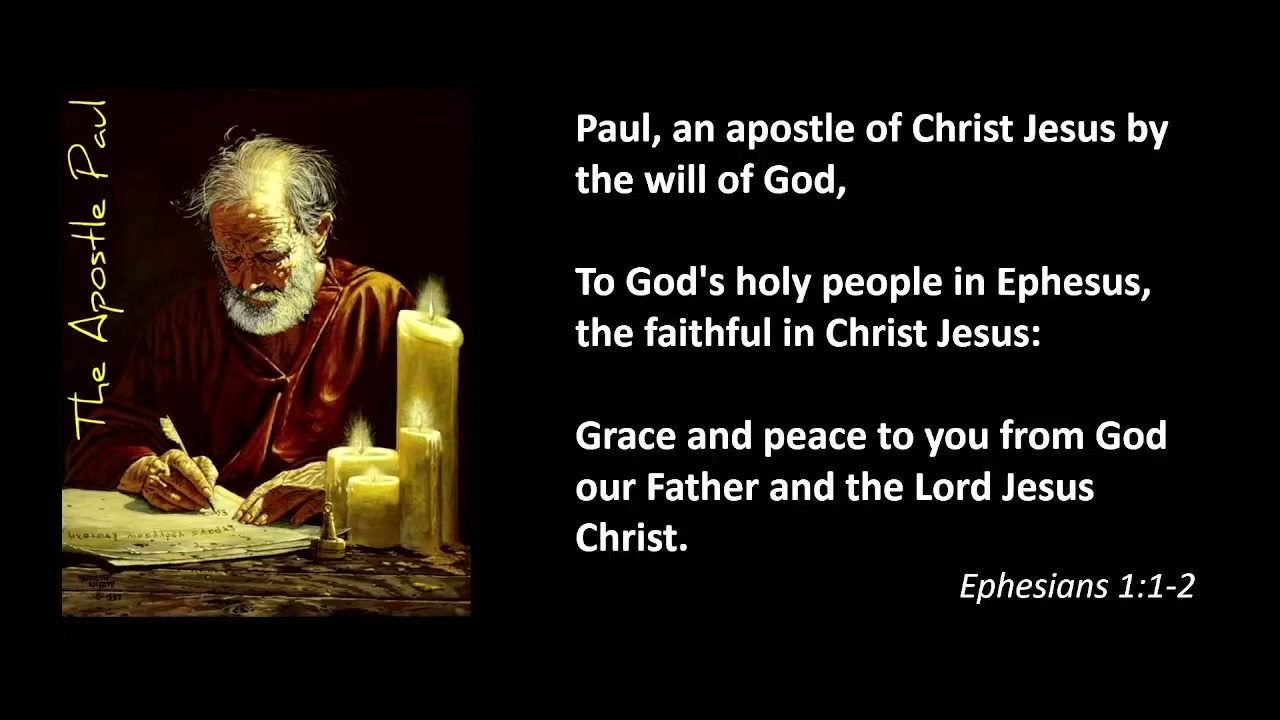 The Apostle Paul
Paul, an apostle of Christ Jesus by
the will of God,
To God's holy people in Ephesus,
the faithful in Christ Jesus:
Grace and peace to you from God
our Father and the Lord Jesus
Christ.
Ephesians 1:1-2